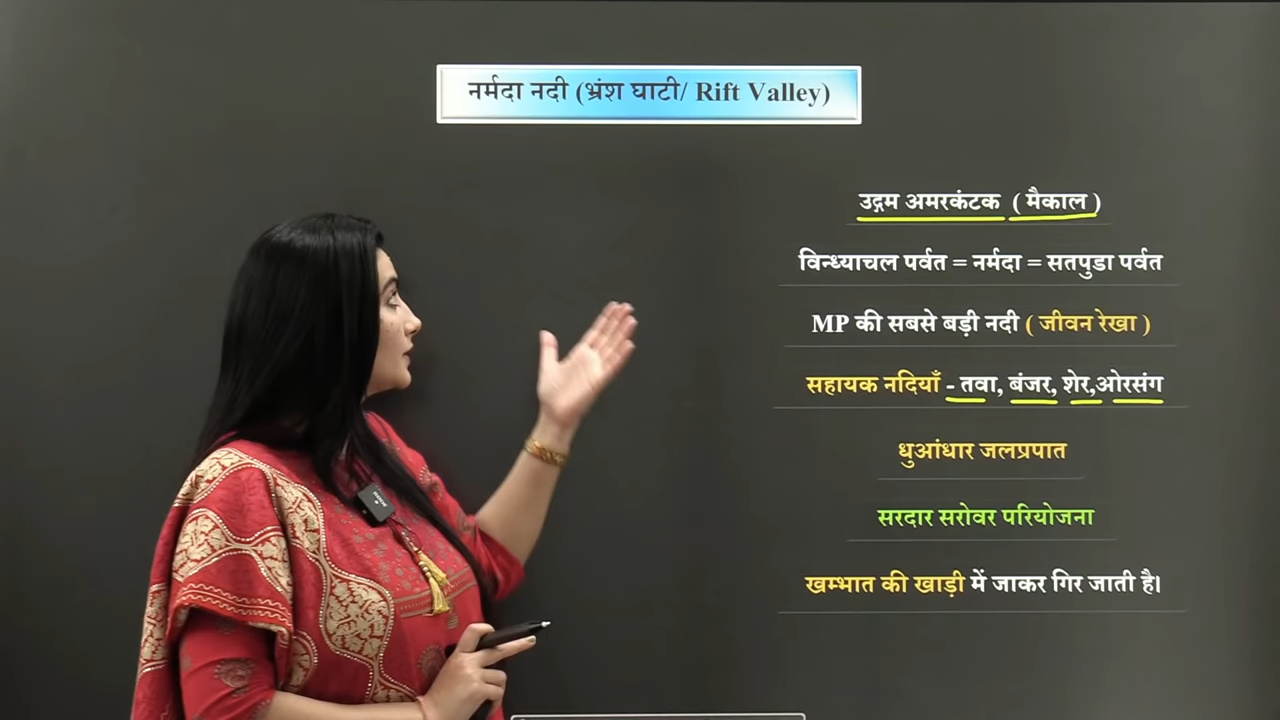 नर्मदा नदी (भ्रंश घाटी/ Rift Valley)
उद्गम अमरकंटक ( मैकाल )
विन्ध्याचल पर्वत = नर्मदा = सतपुडा पर्वत
MP की सबसे बड़ी नदी ( जीवन रेखा )
सहायक नदियाँ - तवा, बंजर, शेर,ओरसंग
धुआंधार जलप्रपात
सरदार सरोवर परियोजना
खम्भात की खाड़ी में जाकर गिर जाती है।